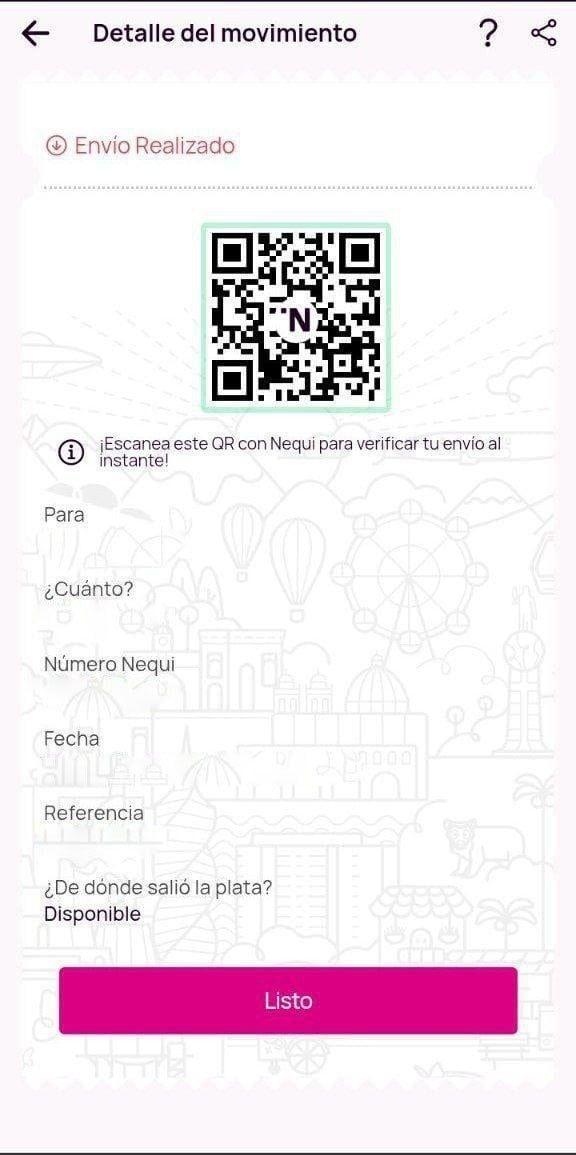 Detalle del movimiento
?
Envío Realizado
N
¡Escanea este QR con Nequi para verificar tu envío al
instante!
Para
¿Cuánto?
Número Nequi
Fecha
Referencia
¿De dónde salió la plata?
Disponible
Listo